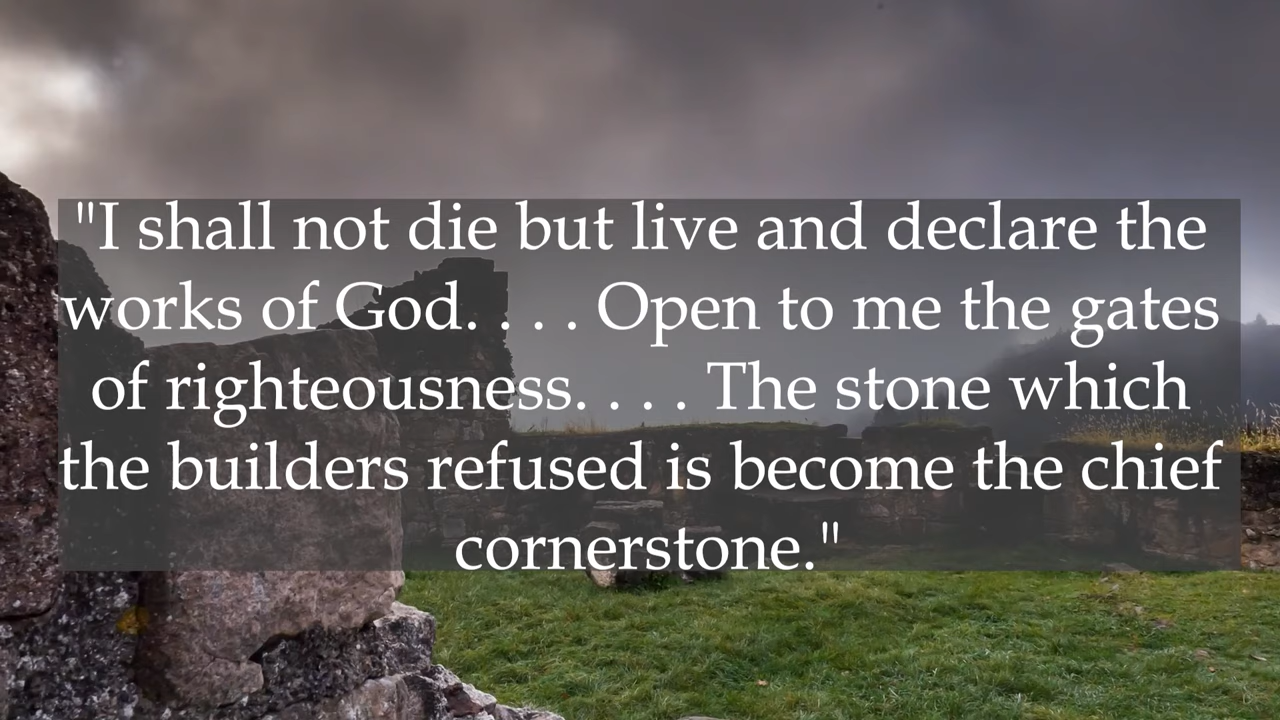 "I shall not die but live and declare the
works of God. . . . Open to me the gates
of righteousness. . . . The stone which
the builders refused is become the chief
cornerstone."